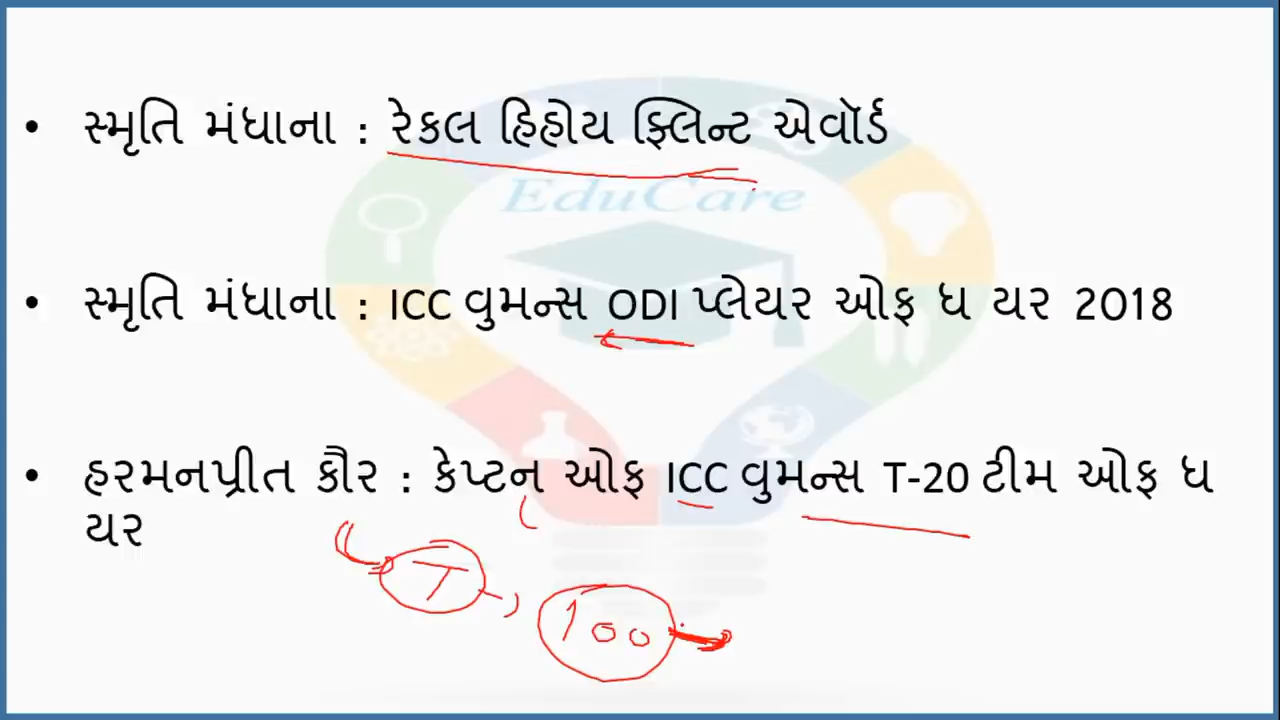 • સ્મૃતિ મંધાના : રેકલ હિહોય ફ્લિન્ટ એવૉર્ડ
EduCare
• સ્મૃતિ મંધાના : ICC વુમન્સ ODI પ્લેયર ઓફ ધ યર 2018
• હરમનપ્રીત કૌર : કેપ્ટન ઓફ ICC વુમન્સ T-20 ટીમ ઓફ ધ
યર
T
100